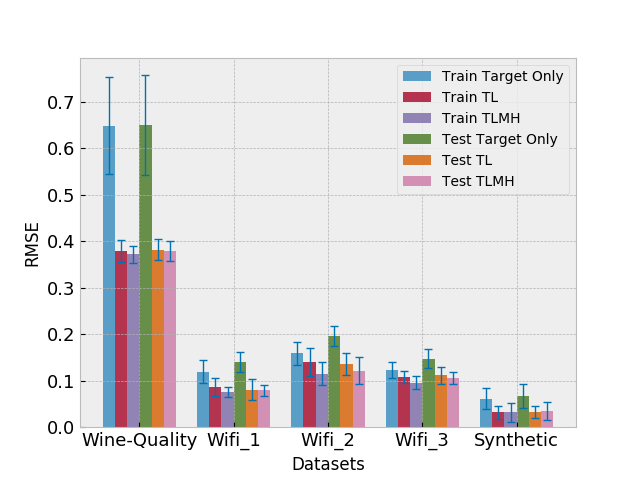 Train Target Only
Train TL
Train TLMH
Test Target Only
Test TL
Test TLMH
0.7
0.6
0.5
0.4
0.3
0.2
0.1
0.0
RMSE
Wine-Quality Wifi_1 Wifi_2 Wifi_3 Synthetic
Datasets